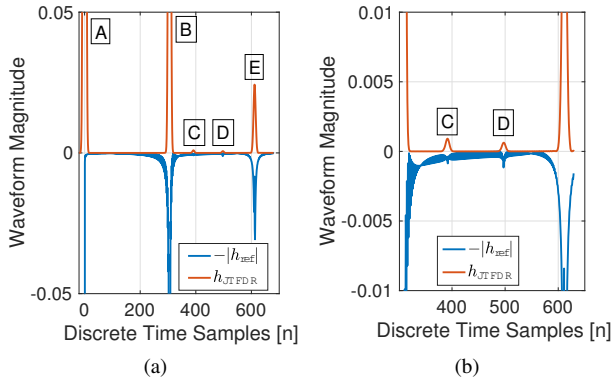 0.05
0
-0.05
Waveform Magnitude
A
B
C
D
E
-|h_ref|
h_JTFDR
0
200
400
600
Discrete Time Samples [n]
(a)
0.01
0.005
0
-0.005
-0.01
Waveform Magnitude
C
D
-|h_ref|
h_JTFDR
400
500
600
Discrete Time Samples [n]
(b)